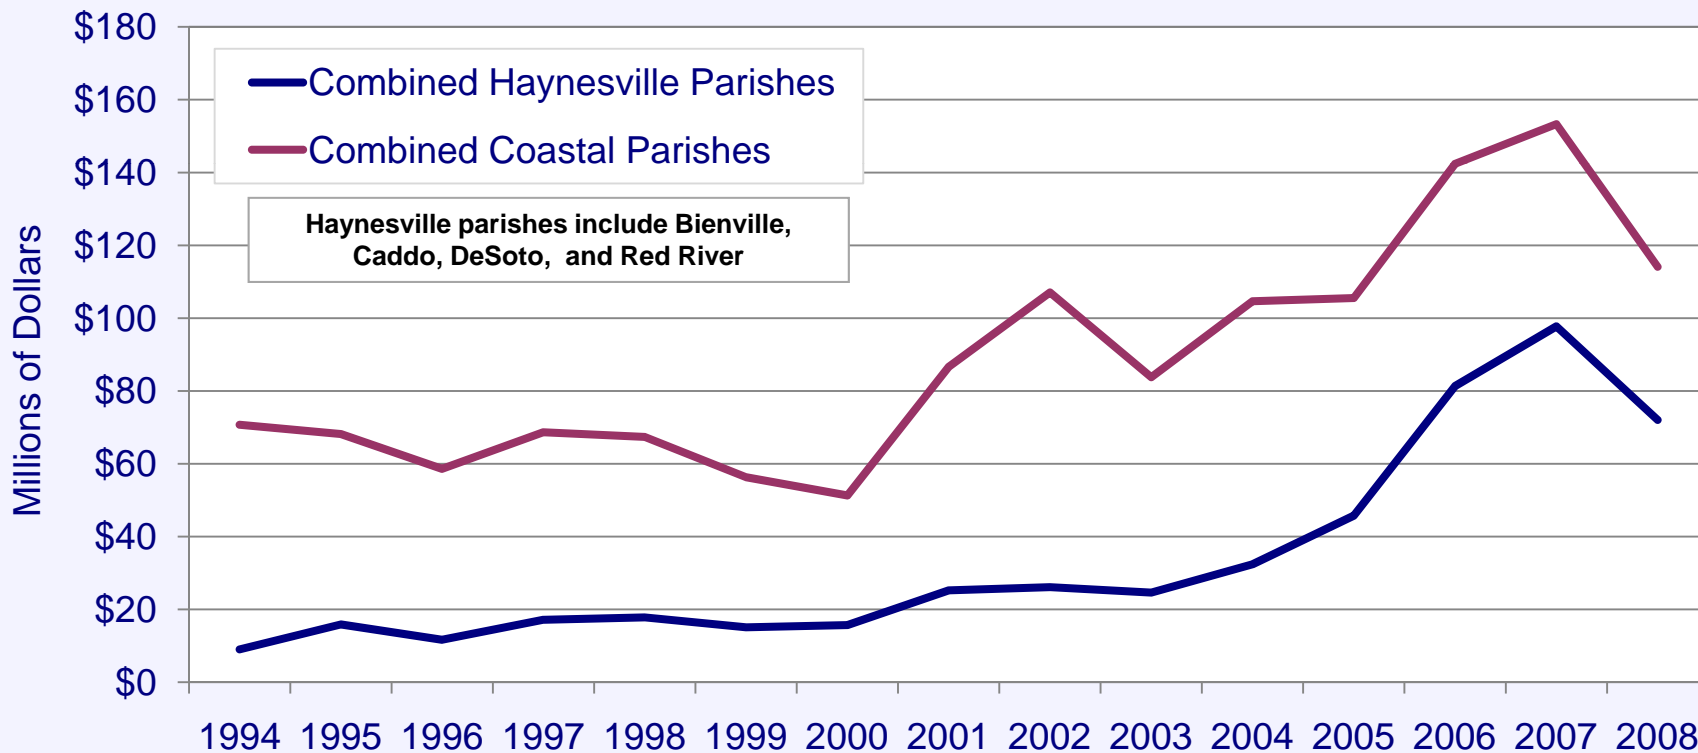 $180
$160
$140
$120
$100
$80
$60
$40
$20
$0
Millions of Dollars
Combined Haynesville Parishes
Combined Coastal Parishes
Haynesville parishes include Bienville,
Caddo, DeSoto,  and Red River
1994 1995 1996 1997 1998 1999 2000 2001 2002 2003 2004 2005 2006 2007 2008